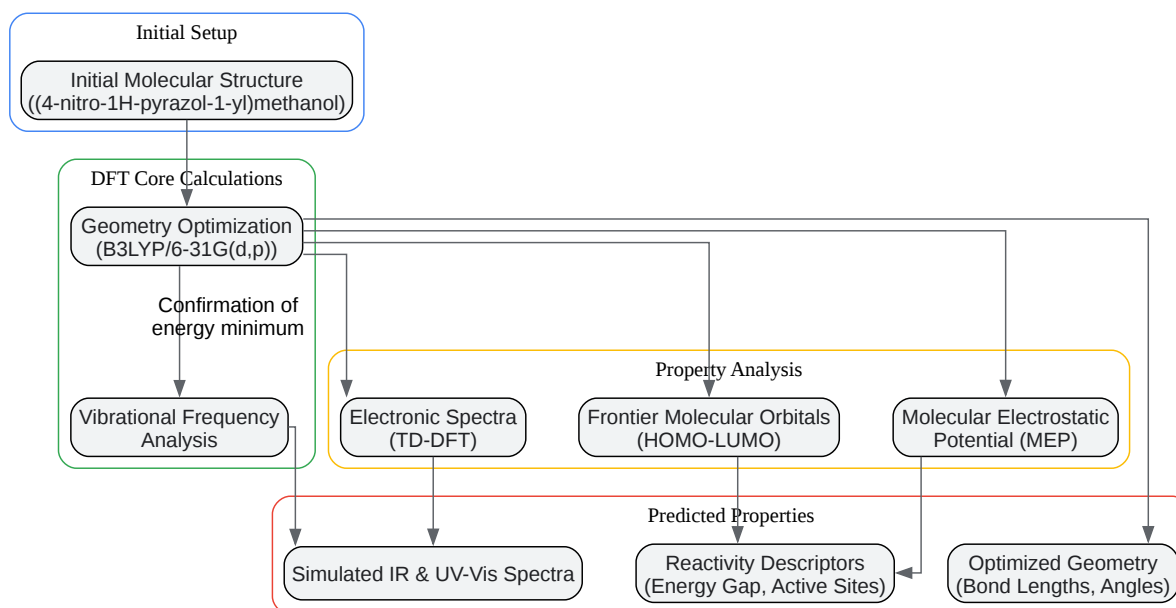 Initial Setup
Initial Molecular Structure
((4-nitro-1H-pyrazol-1-yl)methanol)
DFT Core Calculations
Geometry Optimization
(B3LYP/6-31G(d,p))
Confirmation of
energy minimum
Vibrational Frequency
Analysis
Property Analysis
Electronic Spectra
(TD-DFT)
Frontier Molecular Orbitals
(HOMO-LUMO)
Molecular Electrostatic
Potential (MEP)
Predicted Properties
Simulated IR & UV-Vis Spectra
Reactivity Descriptors
(Energy Gap, Active Sites)
Optimized Geometry
(Bond Lengths, Angles)